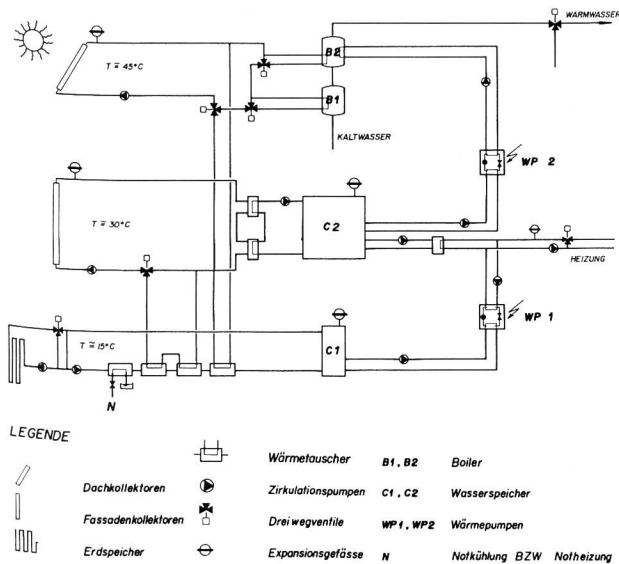 WARMWASSER
T ≅ 45°C
B2
B1
KALTWASSER
WP 2
T ≅ 30°C
C2
HEIZUNG
WP 1
T ≅ 15°C
C1
N
LEGENDE
Wärmetauscher B1, B2 Boiler
Dachkollektoren Zirkulationspumpen C1, C2 Wasserspeicher
Fassadenkollektoren Dreiwegventile WP1, WP2 Wärmepumpen
Erdspeicher Expansionsgefässe N Notkühlung BZW Notheizung